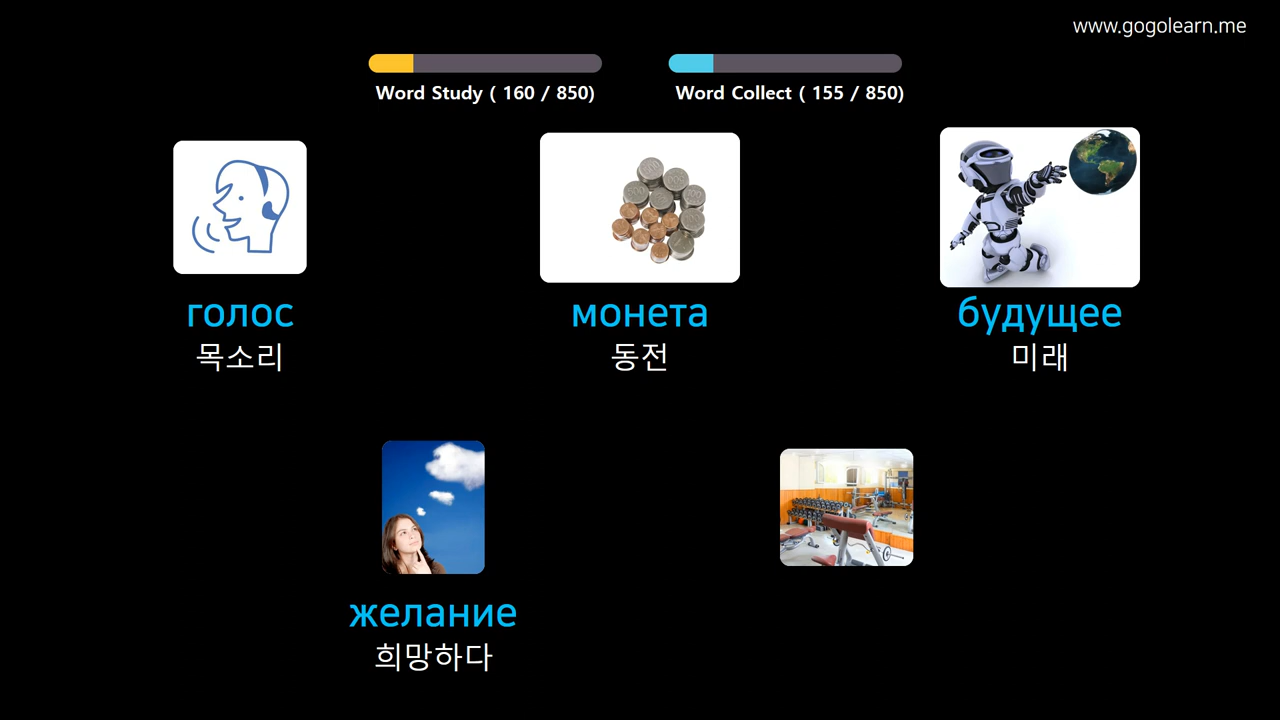 www.gogolearn.me
Word Study ( 160 / 850)
Word Collect ( 155 / 850)
голос
목소리
монета
동전
будущее
미래
желание
희망하다